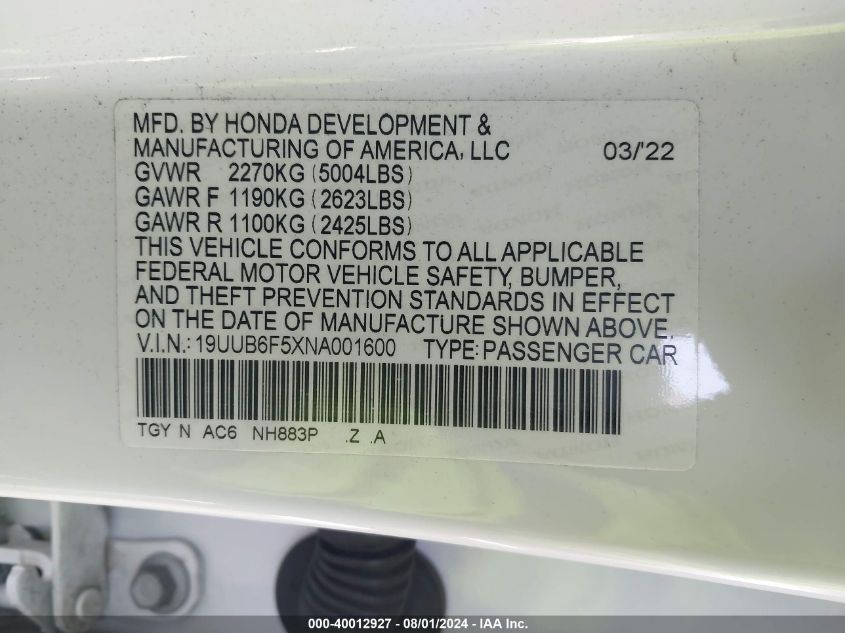 MFD. BY HONDA DEVELOPMENT &
MANUFACTURING OF AMERICA, LLC 03/'22
GVWR 2270KG (5004LBS)
GAWR F 1190KG (2623LBS)
GAWR R 1100KG (2425LBS)
THIS VEHICLE CONFORMS TO ALL APPLICABLE
FEDERAL MOTOR VEHICLE SAFETY, BUMPER,
AND THEFT PREVENTION STANDARDS IN EFFECT
ON THE DATE OF MANUFACTURE SHOWN ABOVE.
V.I.N.: 19UUB6F5XNA001600 TYPE: PASSENGER CAR
TGY N AC6 NH883P .Z .A
000-40012927 - 08/01/2024 - IAA Inc.